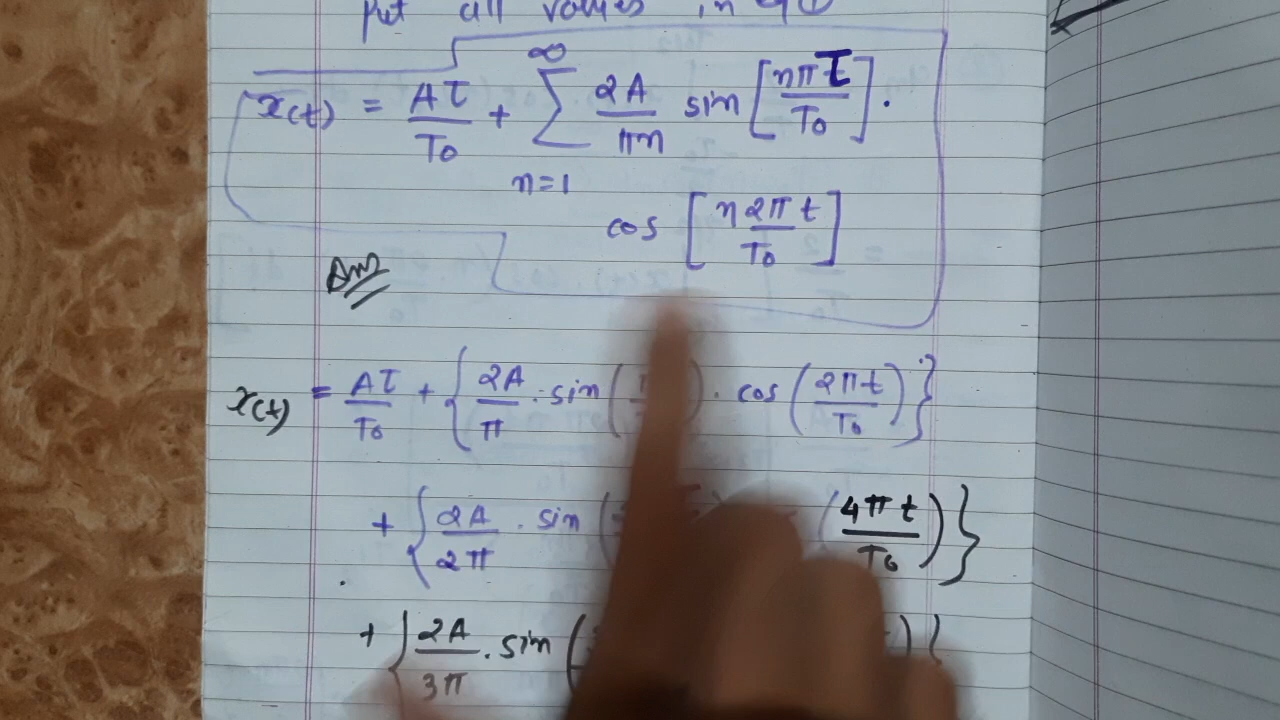 put all values in eq ①
x(t) = Aτ/T₀ + ∑_{n=1}^{∞} 2A/πn sin [nπτ/T₀] .
cos [n2πt/T₀]
Ans
x(t) = Aτ/T₀ + {2A/π . sin ( ) . cos (2πt/T₀)}
+ {2A/2π . sin ( (4πt/T₀)}
+ {2A/3π . sin ( )}